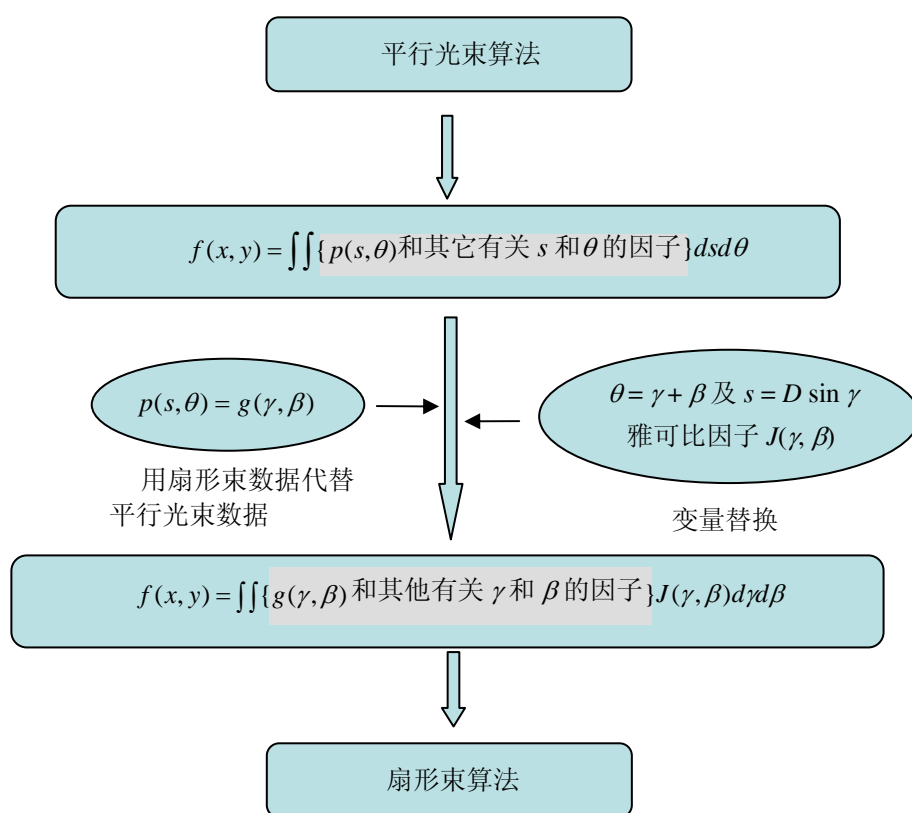 平行光束算法
f(x, y) = ∫∫{p(s,θ)和其它有关 s 和θ 的因子}dsdθ
p(s,θ) = g(γ, β)
θ = γ + β 及 s = D sin γ
雅可比因子 J(γ, β)
用扇形束数据代替
平行光束数据
变量替换
f(x, y) = ∫∫{g(γ, β) 和其他有关 γ 和 β 的因子}J(γ, β)dγdβ
扇形束算法